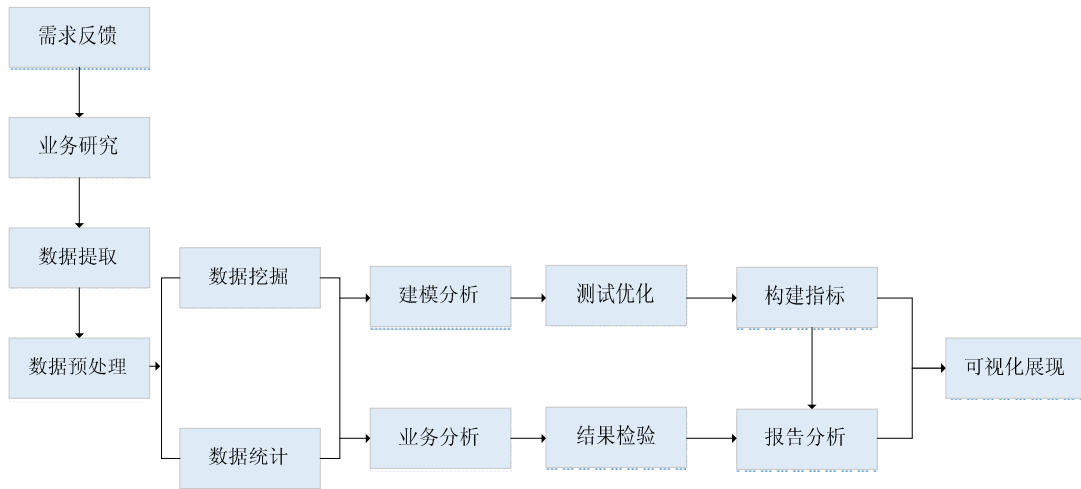 需求反馈
业务研究
数据提取
数据预处理
数据挖掘
数据统计
建模分析
测试优化
构建指标
业务分析
结果检验
报告分析
可视化展现